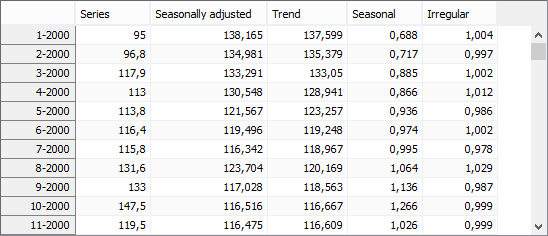 Series Seasonally adjusted Trend Seasonal Irregular
1-2000 95 138,165 137,599 0,688 1,004
2-2000 96,8 134,981 135,379 0,717 0,997
3-2000 117,9 133,291 133,05 0,885 1,002
4-2000 113 130,548 128,941 0,866 1,012
5-2000 113,8 121,567 123,257 0,936 0,986
6-2000 116,4 119,496 119,248 0,974 1,002
7-2000 115,8 116,342 118,967 0,995 0,978
8-2000 131,6 123,704 120,169 1,064 1,029
9-2000 133 117,028 118,563 1,136 0,987
10-2000 147,5 116,516 116,667 1,266 0,999
11-2000 119,5 116,475 116,609 1,026 0,999